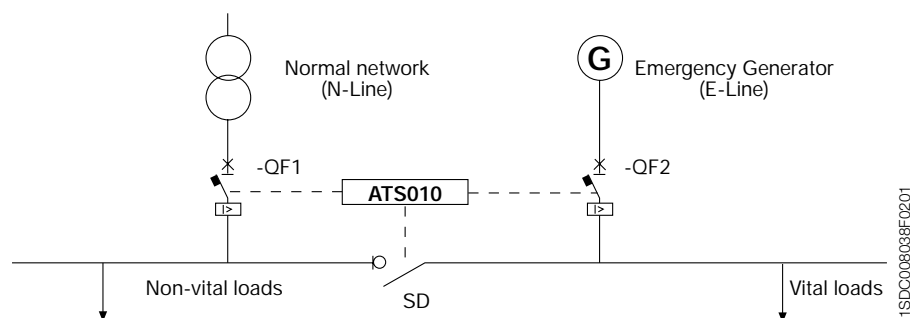 Normal network
(N-Line)
G
Emergency Generator
(E-Line)
-QF1
-QF2
ATS010
I>
I>
Non-vital loads
SD
Vital loads
1SDC008038F0201